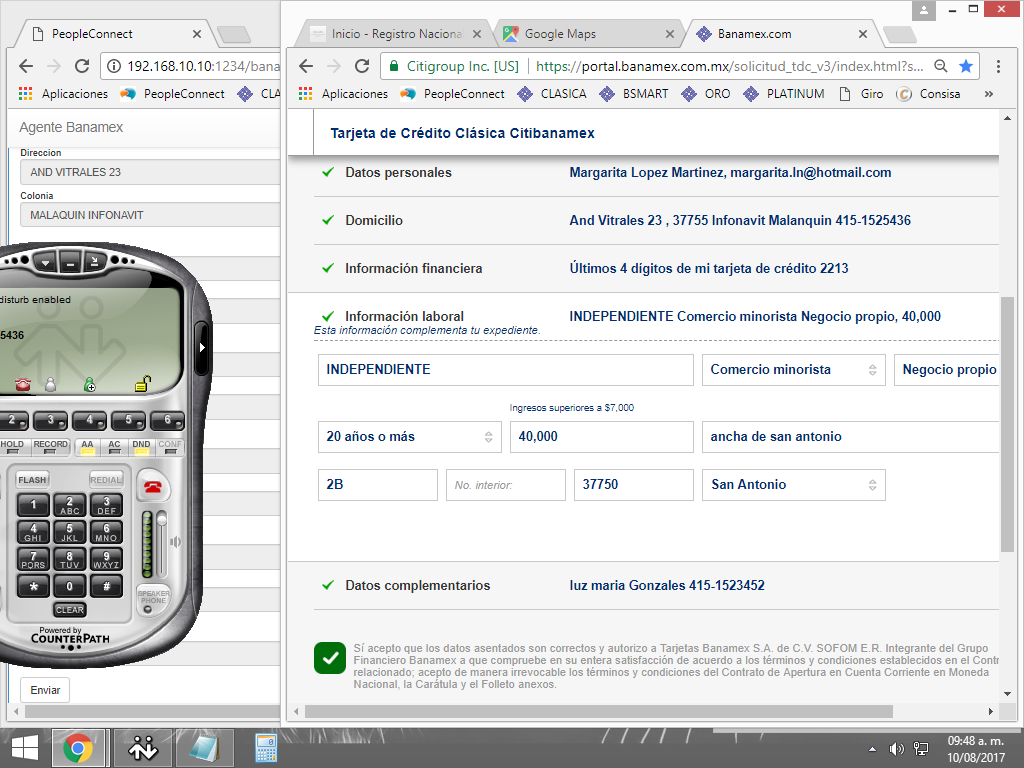 PeopleConnect
192.168.10.10:1234/bana
Aplicaciones
PeopleConnect
CLA
Agente Banamex
Direccion
AND VITRALES 23
Colonia
MALAQUIN INFONAVIT
disturb enabled
5436
2 3 4 5 6
HOLD RECORD AA AC DND CONF
FLASH REDIAL
1 2 ABC 3 DEF
4 GHI 5 JKL 6 MNO
7 PQRS 8 TUV 9 WXYZ
* 0 #
CLEAR
SPEAKER PHONE
Powered by
COUNTERPATH
Enviar
Inicio - Registro Naciona
Google Maps
Banamex.com
Citigroup Inc. [US]
https://portal.banamex.com.mx/solicitud_tdc_v3/index.html?s...
Aplicaciones PeopleConnect CLASICA BSMART ORO PLATINUM Giro Consisa »
Tarjeta de Crédito Clásica Citibanamex
Datos personales Margarita Lopez Martinez, margarita.ln@hotmail.com
Domicilio And Vitrales 23 , 37755 Infonavit Malanquin 415-1525436
Información financiera Últimos 4 dígitos de mi tarjeta de crédito 2213
Información laboral INDEPENDIENTE Comercio minorista Negocio propio, 40,000
Esta información complementa tu expediente.
INDEPENDIENTE Comercio minorista Negocio propio
Ingresos superiores a $7,000
20 años o más 40,000 ancha de san antonio
2B No. interior: 37750 San Antonio
Datos complementarios luz maria Gonzales 415-1523452
Sí acepto que los datos asentados son correctos y autorizo a Tarjetas Banamex S.A. de C.V. SOFOM E.R. Integrante del Grupo
Financiero Banamex a que compruebe en su entera satisfacción de acuerdo a los términos y condiciones establecidos en el Contr
relacionado; acepto de manera irrevocable los términos y condiciones del Contrato de Apertura en Cuenta Corriente en Moneda
Nacional, la Carátula y el Folleto anexos.
09:48 a. m.
10/08/2017